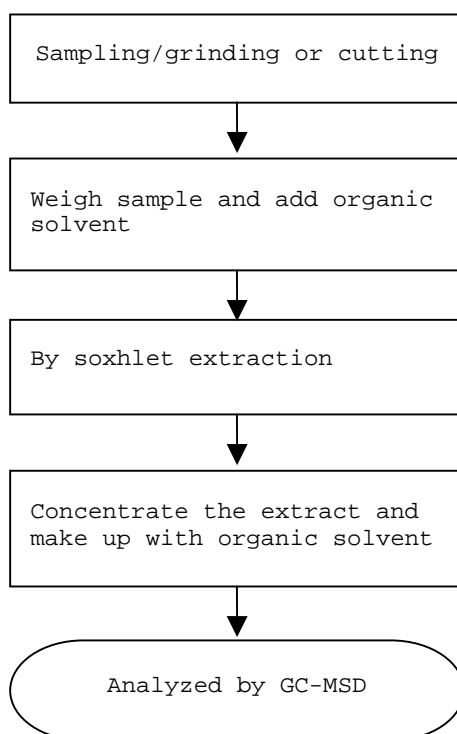 Sampling/grinding or cutting
Weigh sample and add organic
solvent
By soxhlet extraction
Concentrate the extract and
make up with organic solvent
Analyzed by GC-MSD